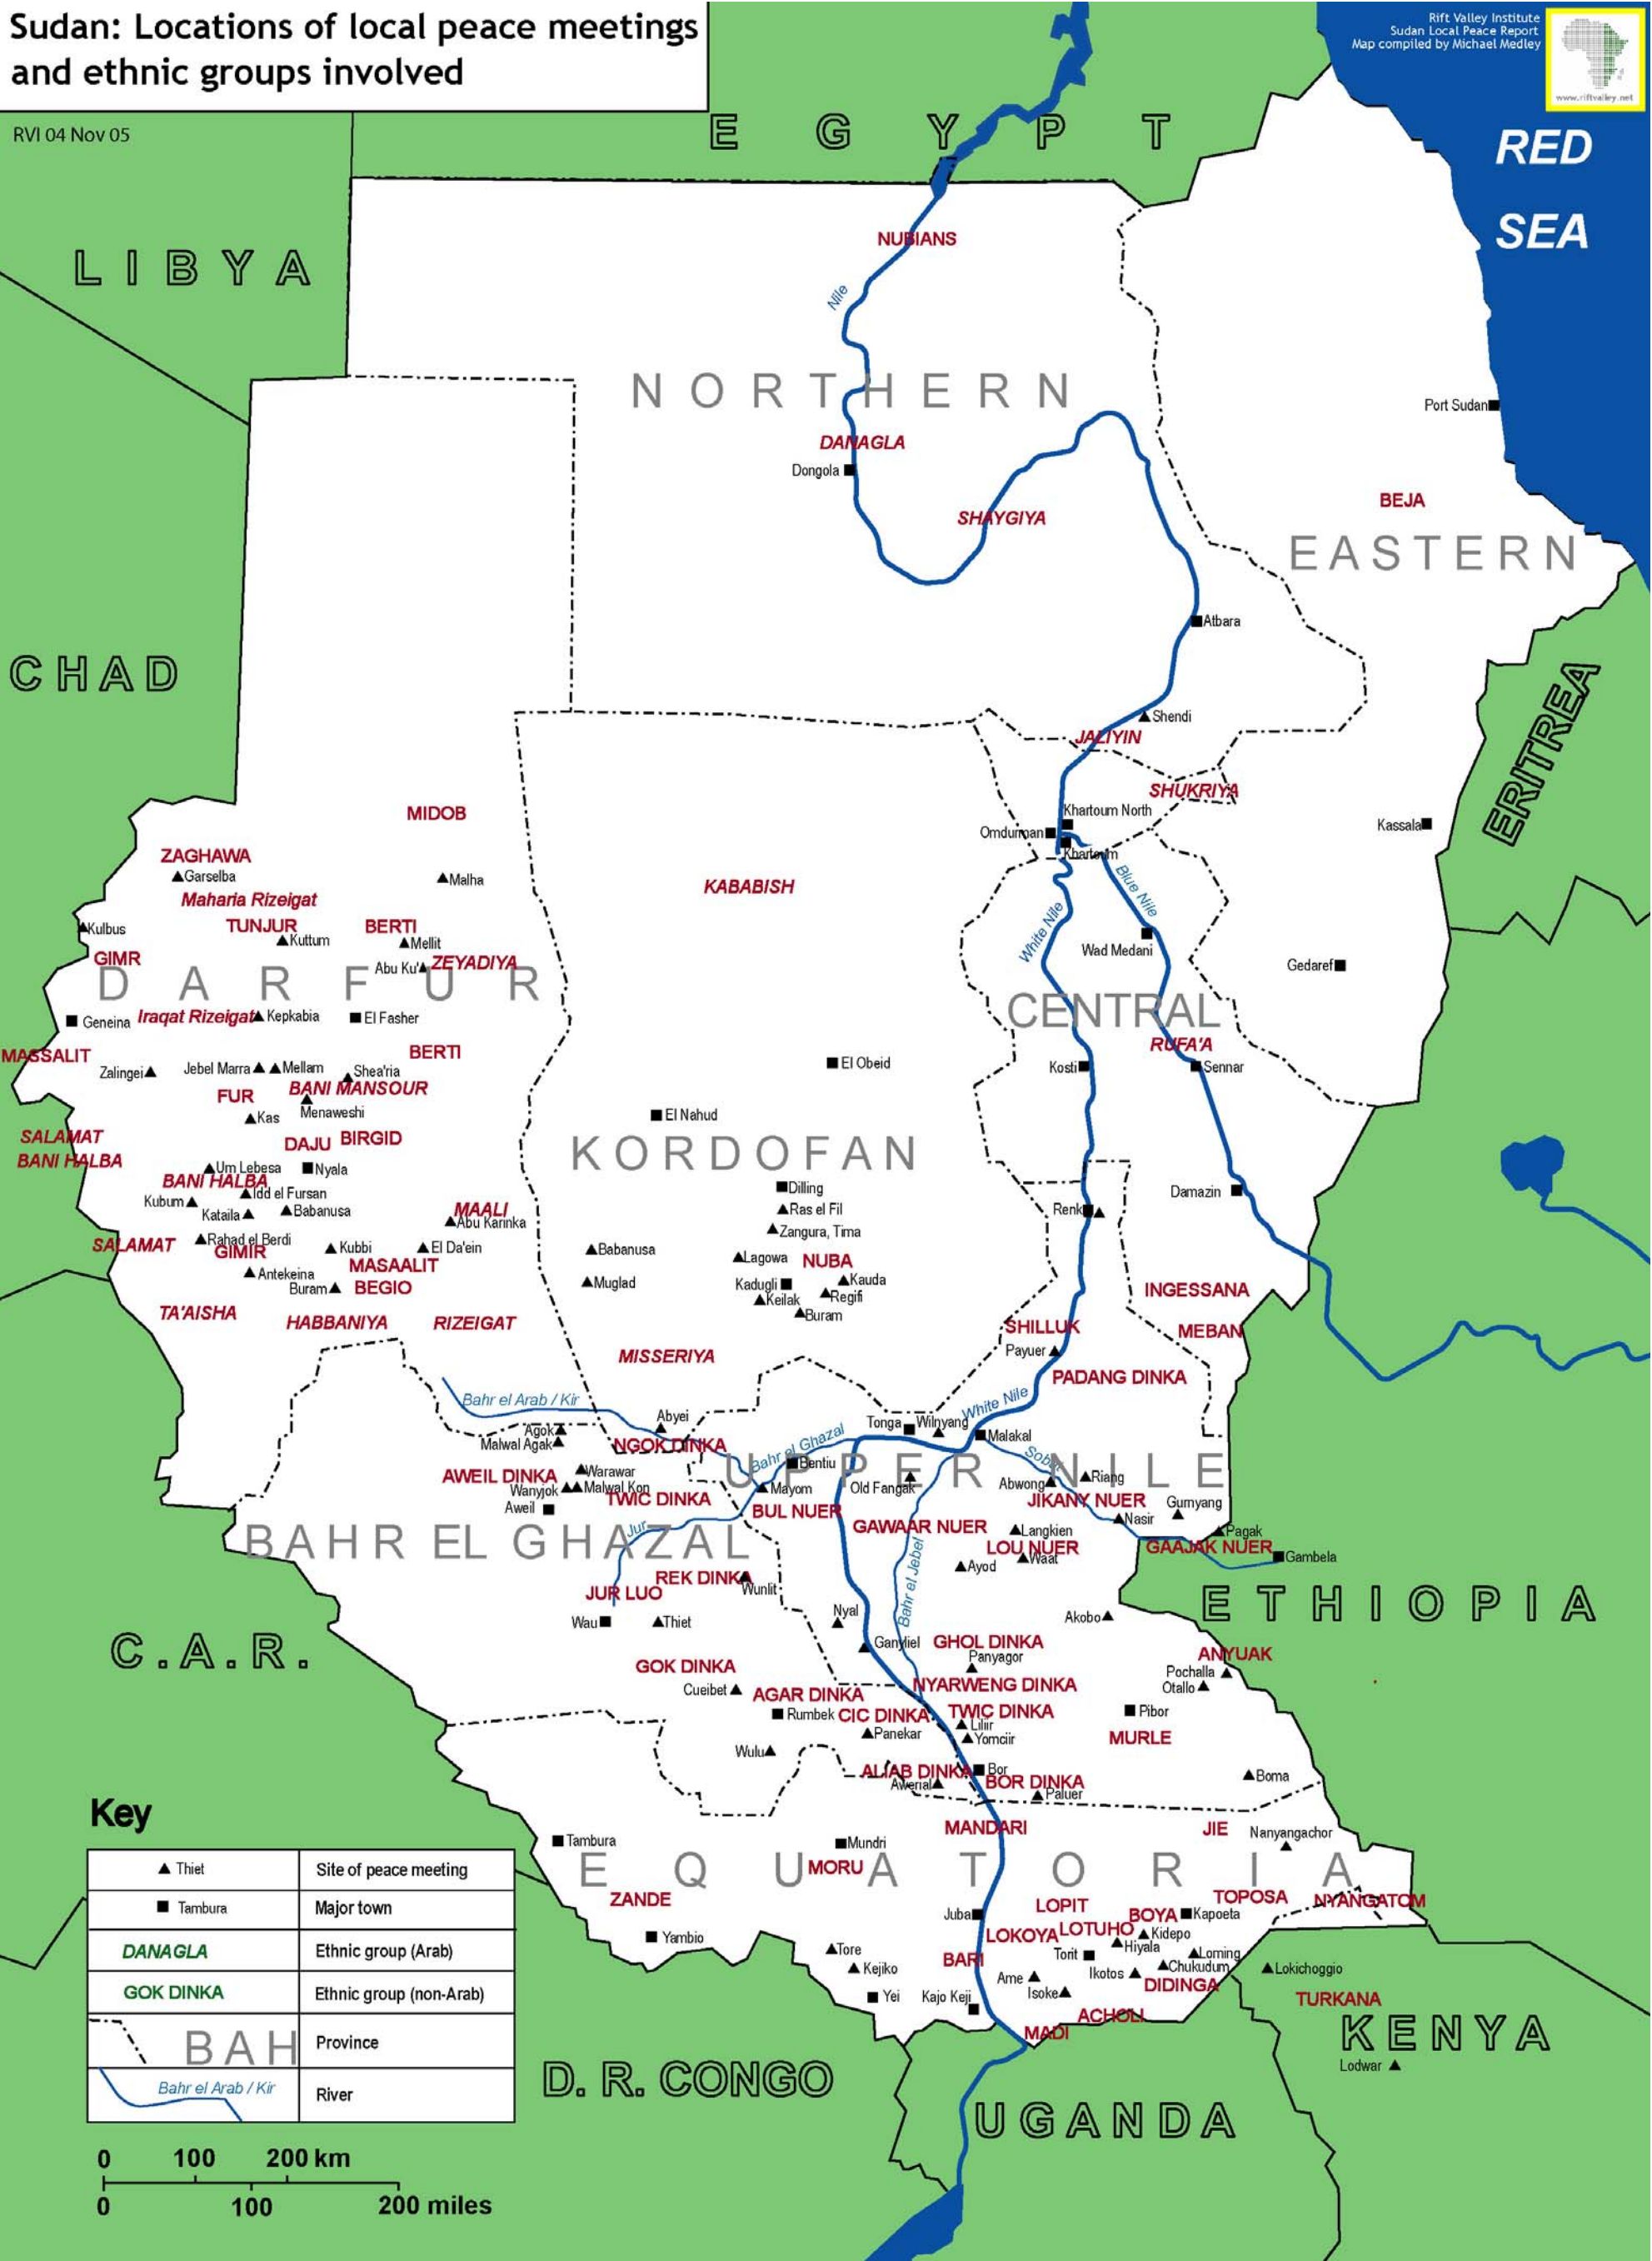 Sudan: Locations of local peace meetings
and ethnic groups involved
Rift Valley Institute
Sudan Local Peace Report
Map compiled by Michael Medley
www.riftvalley.net
RVI 04 Nov 05
EGYPT
RED
SEA
LIBYA
NUBIANS
Nile
NORTHERN
Port Sudan
DANAGLA
Dongola
BEJA
SHAYGIYA
EASTERN
Atbara
CHAD
ERITREA
Shendi
JALIYIN
SHUKRIYA
Khartoum North
Omdurman
Khartoum
Kassala
MIDOB
ZAGHAWA
Garselba
Malha
KABABISH
Blue Nile
White Nile
Maharia Rizeigat
Kulbus
TUNJUR
BERTI
Kuttum
Mellit
Wad Medani
GIMR
Abu Ku'
ZEYADIYA
Gedaref
DARFUR
CENTRAL
Geneina
Iraqat Rizeigat
Kepkabia
El Fasher
MASSALIT
BERTI
RUFA'A
Zalingei
Jebel Marra
Mellam
Shea'ria
El Obeid
Kosti
Sennar
FUR
BANI MANSOUR
Kas
Menaweshi
El Nahud
SALAMAT
BANI HALBA
DAJU
BIRGID
KORDOFAN
Um Lebesa
Nyala
BANI HALBA
Idd el Fursan
Dilling
Damazin
Kubum
Kataila
Babanusa
MAALI
Abu Karinka
Ras el Fil
Renk
Zangura, Tima
SALAMAT
Rahad el Berdi
GIMIR
Kubbi
El Da'ein
Babanusa
Lagowa
NUBA
Antekeina
MASAALIT
Buram
BEGIO
Muglad
Kadugli
Kauda
Keilak
Regifi
Buram
INGESSANA
TA'AISHA
HABBANIYA
RIZEIGAT
SHILLUK
MEBAN
MISSERIYA
Payuer
PADANG DINKA
Bahr el Arab / Kir
White Nile
Abyei
Tonga
Wilnyang
Agok
Malwal Agak
NGOK DINKA
Bahr el Ghazal
Malakal
Sobat
UPPER NILE
AWEIL DINKA
Warawar
Bentiu
Wanyjok
Malwal Kon
Mayom
Old Fangak
Abwong
Riang
Aweil
TWIC DINKA
BUL NUER
JIKANY NUER
Gumyang
Nasir
BAHR EL GHAZAL
Jur
GAWAAR NUER
Langkien
Pagak
LOU NUER
GAAJAK NUER
Waat
Gambela
Ayod
REK DINKA
Wunlit
JUR LUO
Bahr el Jebel
ETHIOPIA
Wau
Thiet
Nyal
Akobo
C.A.R.
Ganyliel
GHOL DINKA
Panyagor
ANYUAK
GOK DINKA
Pochalla
Otallo
Cueibet
AGAR DINKA
NYARWENG DINKA
Rumbek
CIC DINKA
TWIC DINKA
Pibor
Panekar
Lilir
Yomciir
MURLE
Wulu
ALIAB DINKA
Bor
Awerial
BOR DINKA
Paluer
Boma
MANDARI
JIE
Nanyangachor
Tambura
Mundri
EQUATORIA
MORU
ZANDE
LOPIT
TOPOSA
NYANGATOM
Juba
BOYA
Kapoeta
Yambio
LOKOYA
LOTUHO
Kidepo
Tore
BARI
Torit
Hiyala
Loming
Kejiko
Ame
Ikotos
Chukudum
Lokichoggio
Isoke
DIDINGA
Yei
Kajo Keji
TURKANA
ACHOLI
MADI
KENYA
Lodwar
D. R. CONGO
UGANDA
Key
Thiet
Site of peace meeting
Tambura
Major town
DANAGLA
Ethnic group (Arab)
GOK DINKA
Ethnic group (non-Arab)
BAH
Province
Bahr el Arab / Kir
River
0 100 200 km
0 100 200 miles